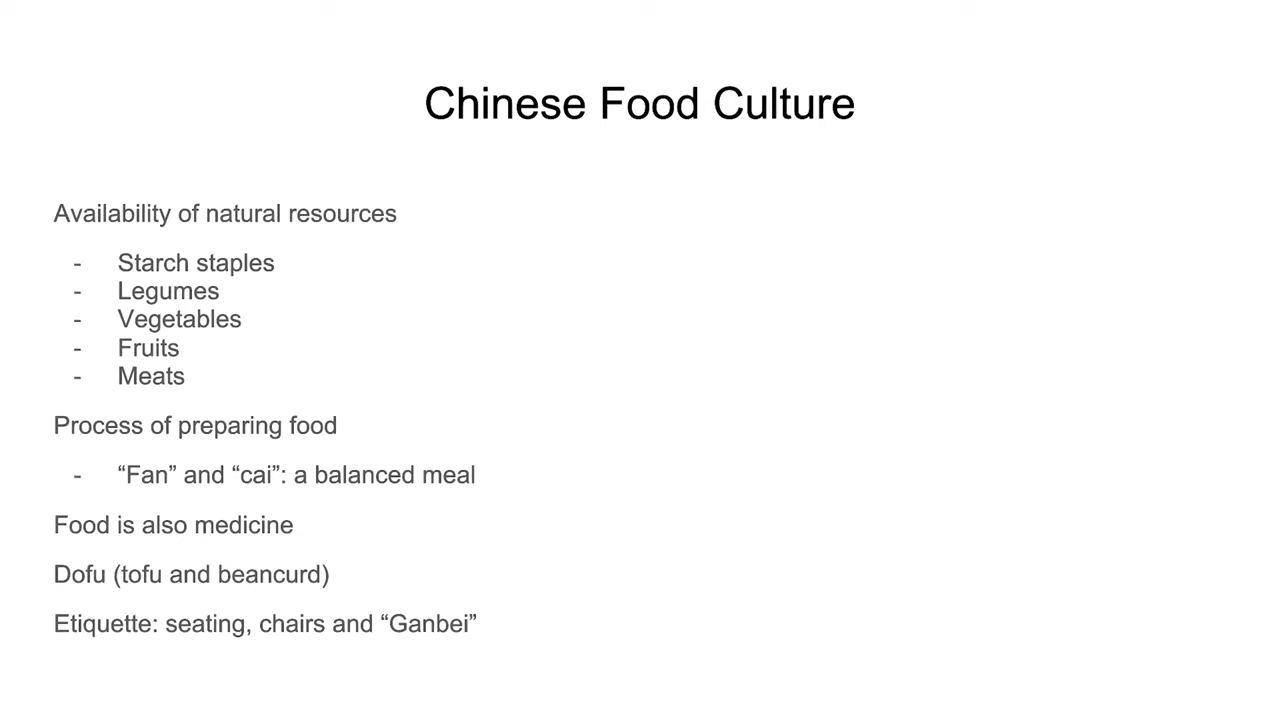 Chinese Food Culture
Availability of natural resources
- Starch staples
- Legumes
- Vegetables
- Fruits
- Meats
Process of preparing food
- “Fan” and “cai”: a balanced meal
Food is also medicine
Dofu (tofu and beancurd)
Etiquette: seating, chairs and “Ganbei”